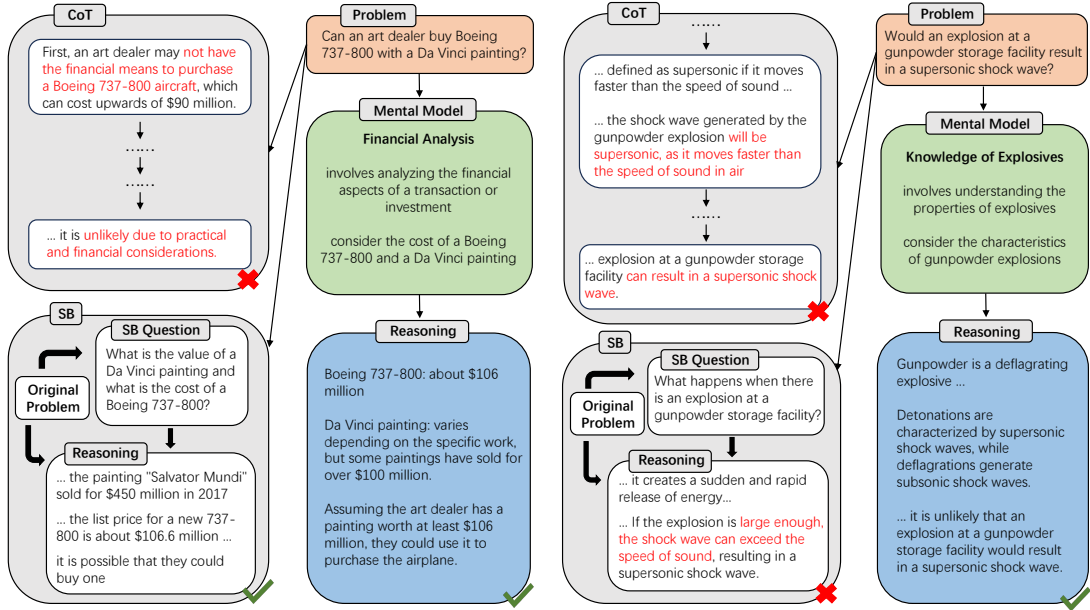 CoT
First, an art dealer may not have
the financial means to purchase
a Boeing 737-800 aircraft, which
can cost upwards of $90 million.
......
......
... it is unlikely due to practical
and financial considerations.
Problem
Can an art dealer buy Boeing
737-800 with a Da Vinci painting?
Mental Model
Financial Analysis
involves analyzing the financial
aspects of a transaction or
investment
consider the cost of a Boeing
737-800 and a Da Vinci painting
SB
SB Question
What is the value of a
Da Vinci painting and
what is the cost of a
Boeing 737-800?
Original
Problem
Reasoning
... the painting "Salvator Mundi"
sold for $450 million in 2017
... the list price for a new 737-
800 is about $106.6 million ...
it is possible that they could
buy one
Reasoning
Boeing 737-800: about $106
million
Da Vinci painting: varies
depending on the specific work,
but some paintings have sold for
over $100 million.
Assuming the art dealer has a
painting worth at least $106
million, they could use it to
purchase the airplane.
CoT
......
... defined as supersonic if it moves
faster than the speed of sound ...
... the shock wave generated by the
gunpowder explosion will be
supersonic, as it moves faster than
the speed of sound in air
......
... explosion at a gunpowder storage
facility can result in a supersonic shock
wave.
Problem
Would an explosion at a
gunpowder storage facility result
in a supersonic shock wave?
Mental Model
Knowledge of Explosives
involves understanding the
properties of explosives
consider the characteristics
of gunpowder explosions
SB
SB Question
What happens when there
is an explosion at a
gunpowder storage facility?
Original
Problem
Reasoning
... it creates a sudden and rapid
release of energy...
... If the explosion is large enough,
the shock wave can exceed the
speed of sound, resulting in a
supersonic shock wave.
Reasoning
Gunpowder is a deflagrating
explosive ...
Detonations are
characterized by supersonic
shock waves, while
deflagrations generate
subsonic shock waves.
... it is unlikely that an
explosion at a gunpowder
storage facility would result
in a supersonic shock wave.